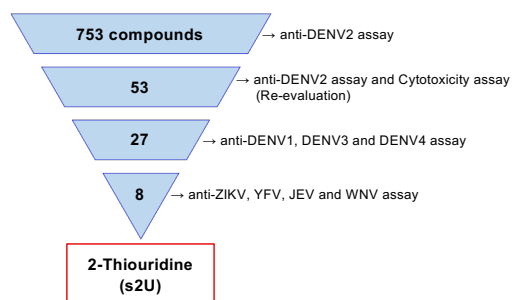 753 compounds → anti-DENV2 assay
53 → anti-DENV2 assay and Cytotoxicity assay
(Re-evaluation)
27 → anti-DENV1, DENV3 and DENV4 assay
8 → anti-ZIKV, YFV, JEV and WNV assay
2-Thiouridine
(s2U)